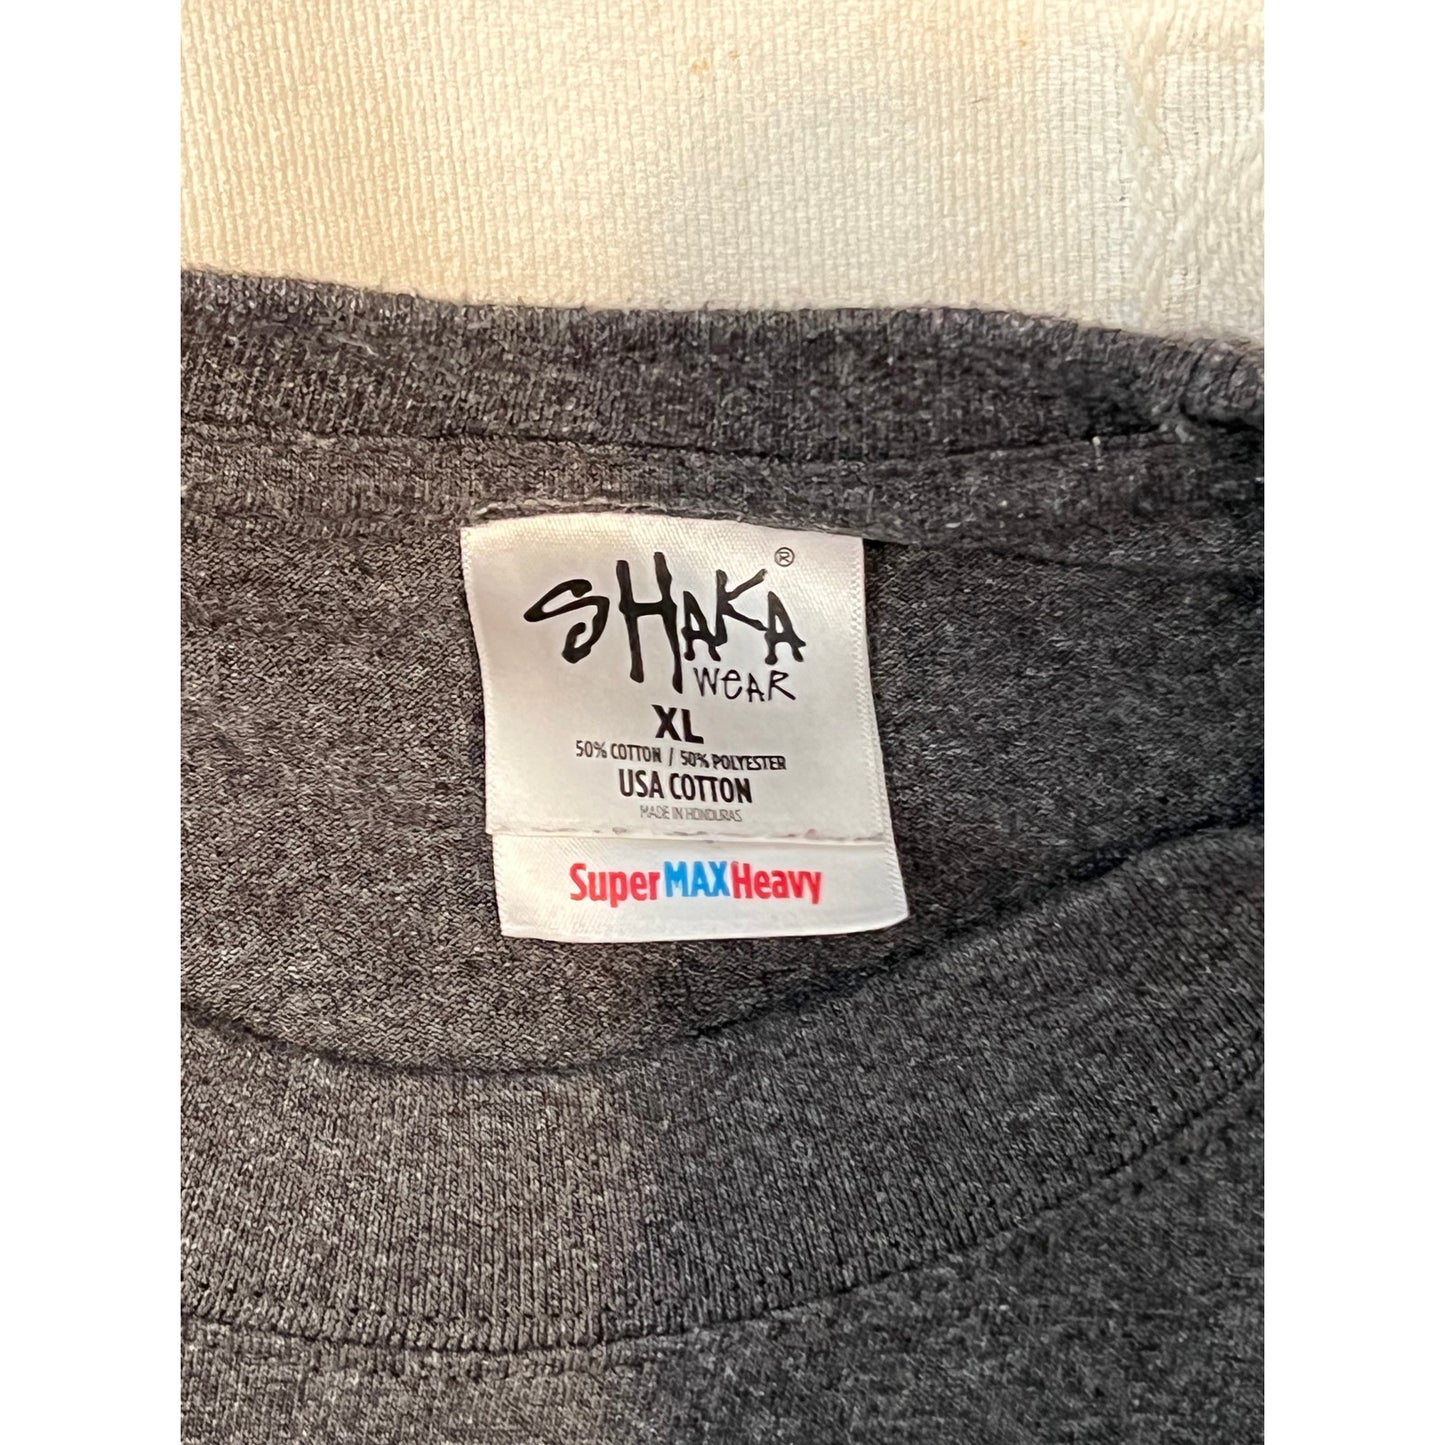 SHAKA ®
WEAR
XL
50% COTTON / 50% POLYESTER
USA COTTON
MADE IN HONDURAS
SuperMAXHeavy